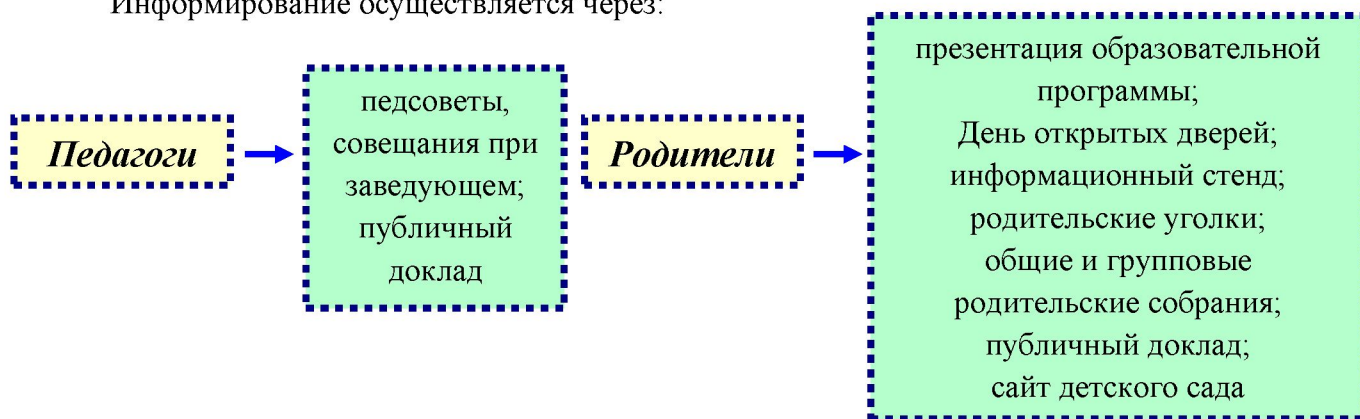 Информирование осуществляется через:
Педагоги
педсоветы,
совещания при
заведующем;
публичный
доклад
Родители
презентация образовательной
программы;
День открытых дверей;
информационный стенд;
родительские уголки;
общие и групповые
родительские собрания;
публичный доклад;
сайт детского сада